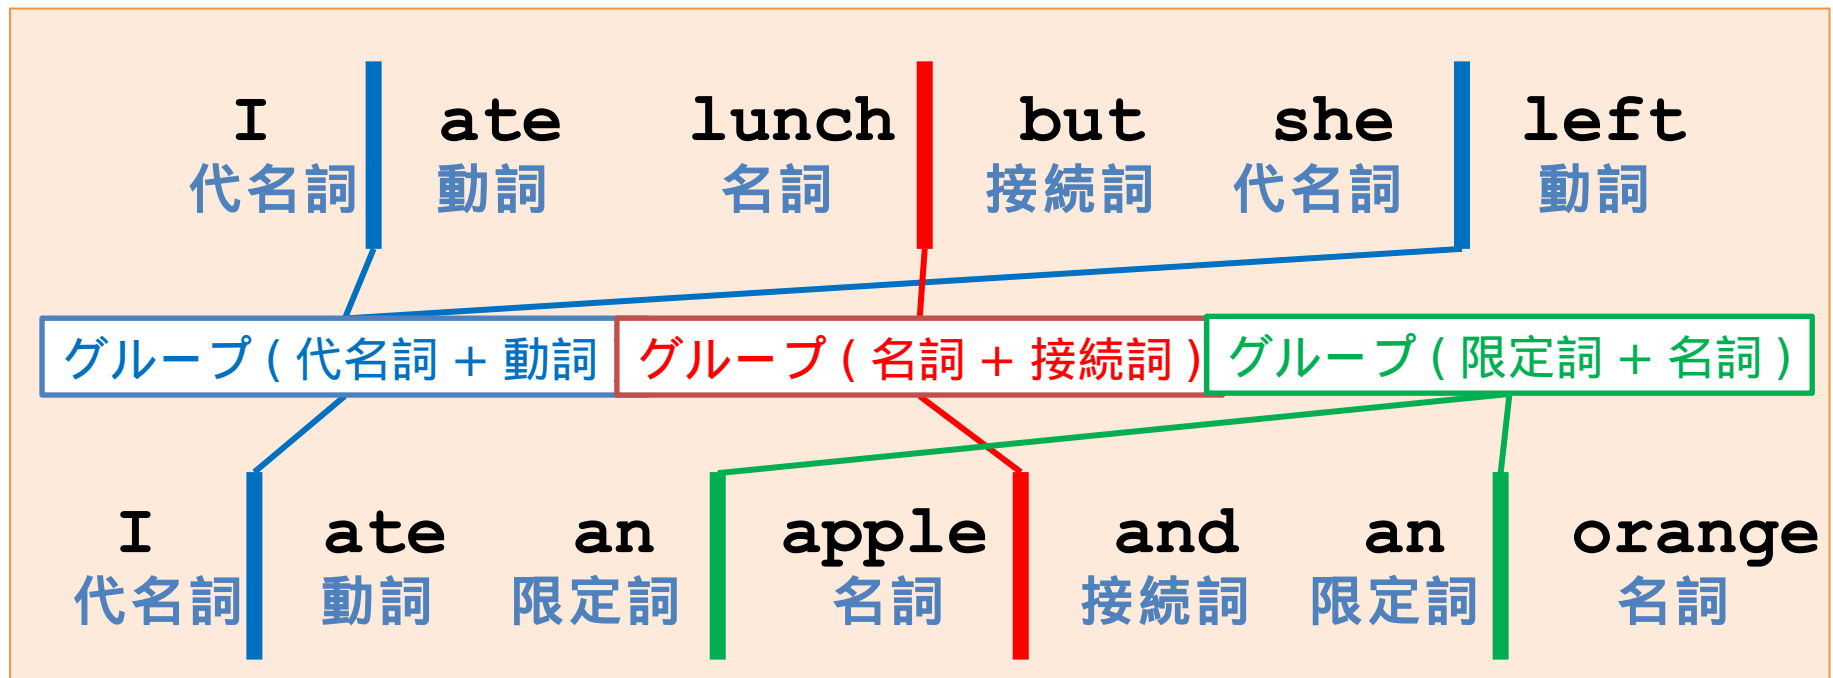 I ate lunch but she left
代名詞 動詞 名詞 接続詞 代名詞 動詞
グループ(代名詞+動詞 グループ(名詞+接続詞) グループ(限定詞+名詞)
I ate an apple and an orange
代名詞 動詞 限定詞 名詞 接続詞 限定詞 名詞